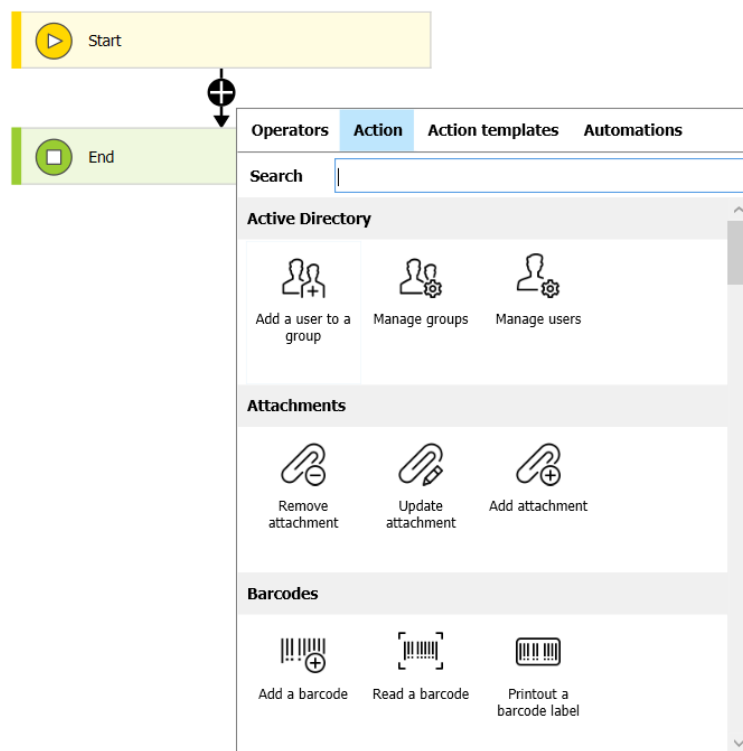 Start
End
Operators Action Action templates Automations
Search
Active Directory
Add a user to a
group
Manage groups
Manage users
Attachments
Remove
attachment
Update
attachment
Add attachment
Barcodes
Add a barcode
Read a barcode
Printout a
barcode label